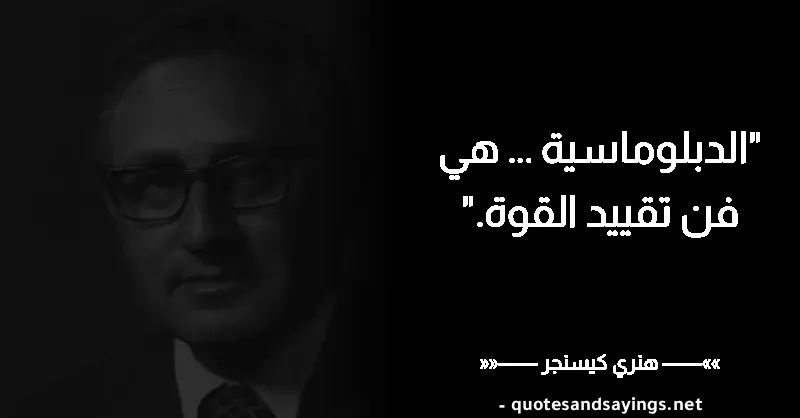 "الدبلوماسية ... هي
فن تقييد القوة."
»»——— هنري كيسنجر ———««
- quotesandsayings.net